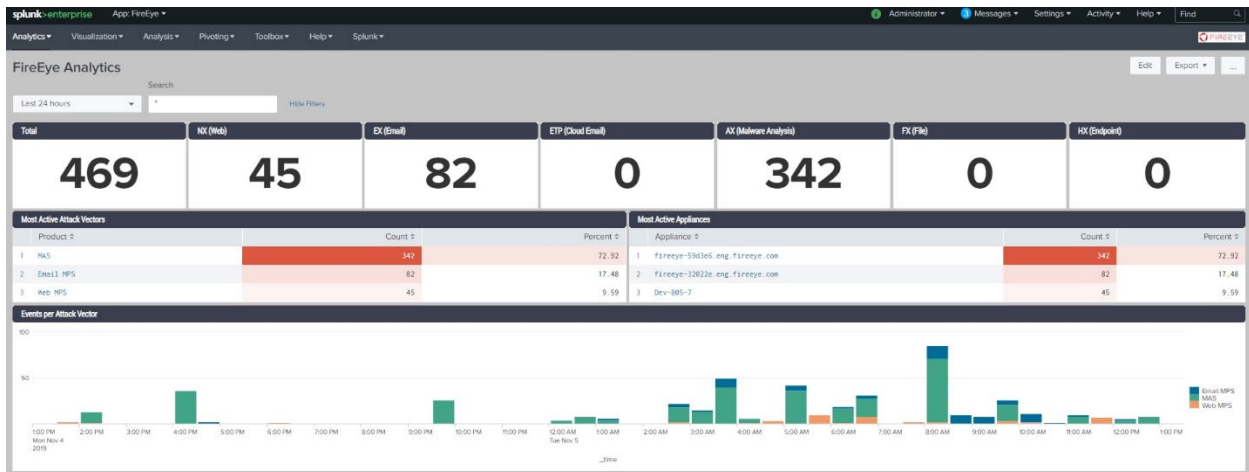 splunk>enterprise App: FireEye Administrator 3 Messages Settings Activity Help Find
Analytics Visualization Analysis Pivoting Toolbox Help Splunk FIREEYE
FireEye Analytics Edit Export ...
Search
Last 24 hours * Hide Filters
Total NX (Web) EX (Email) ETP (Cloud Email) AX (Malware Analysis) FX (File) HX (Endpoint)
469 45 82 0 342 0 0
Most Active Attack Vectors Most Active Appliances
Product Count Percent Appliance Count Percent
1 MAS 342 72.92 1 fireeye-59d3e6.eng.fireeye.com 342 72.92
2 Email MPS 82 17.48 2 fireeye-32022e.eng.fireeye.com 82 17.48
3 Web MPS 45 9.59 3 Dev-805-7 45 9.59
Events per Attack Vector
100
50
Email MPS
MAS
Web MPS
1:00 PM 2:00 PM 3:00 PM 4:00 PM 5:00 PM 6:00 PM 7:00 PM 8:00 PM 9:00 PM 10:00 PM 11:00 PM 12:00 AM 1:00 AM 2:00 AM 3:00 AM 4:00 AM 5:00 AM 6:00 AM 7:00 AM 8:00 AM 9:00 AM 10:00 AM 11:00 AM 12:00 PM 1:00 PM
Mon Nov 4 Tue Nov 5
2019
_time